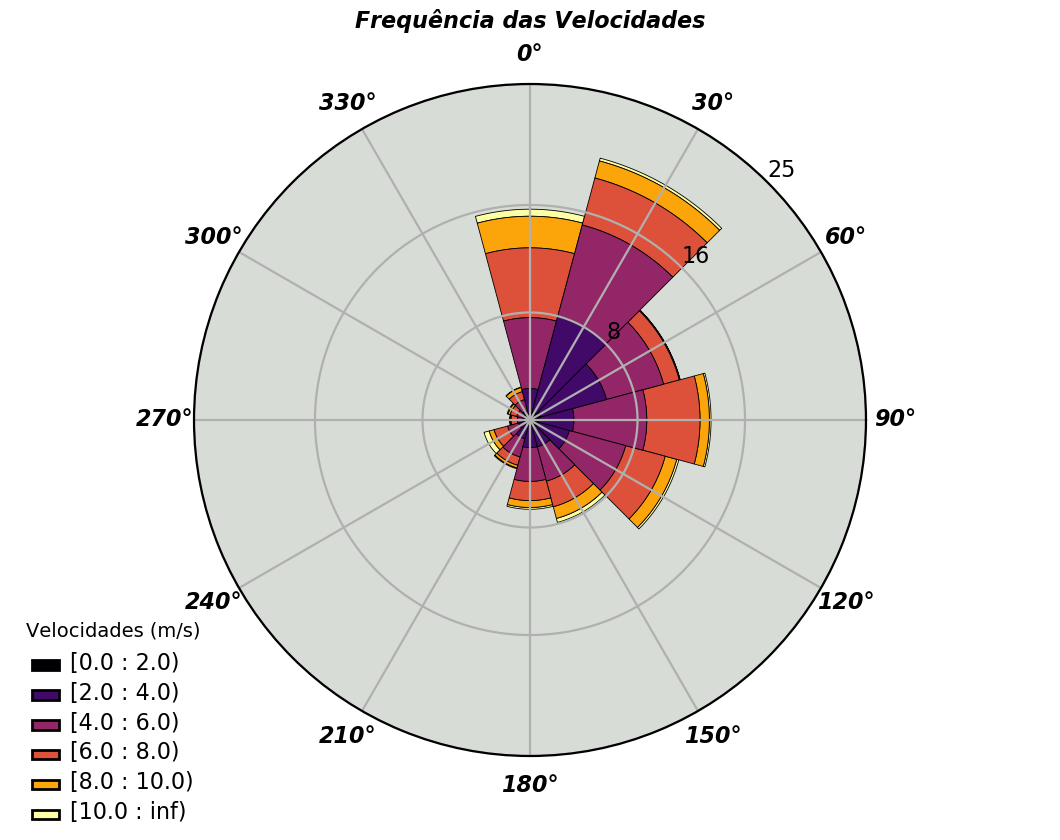 Frequência das Velocidades
0°
330°
30°
25
300°
60°
16
8
270°
90°
240°
120°
210°
150°
180°
Velocidades (m/s)
[0.0 : 2.0)
[2.0 : 4.0)
[4.0 : 6.0)
[6.0 : 8.0)
[8.0 : 10.0)
[10.0 : inf)